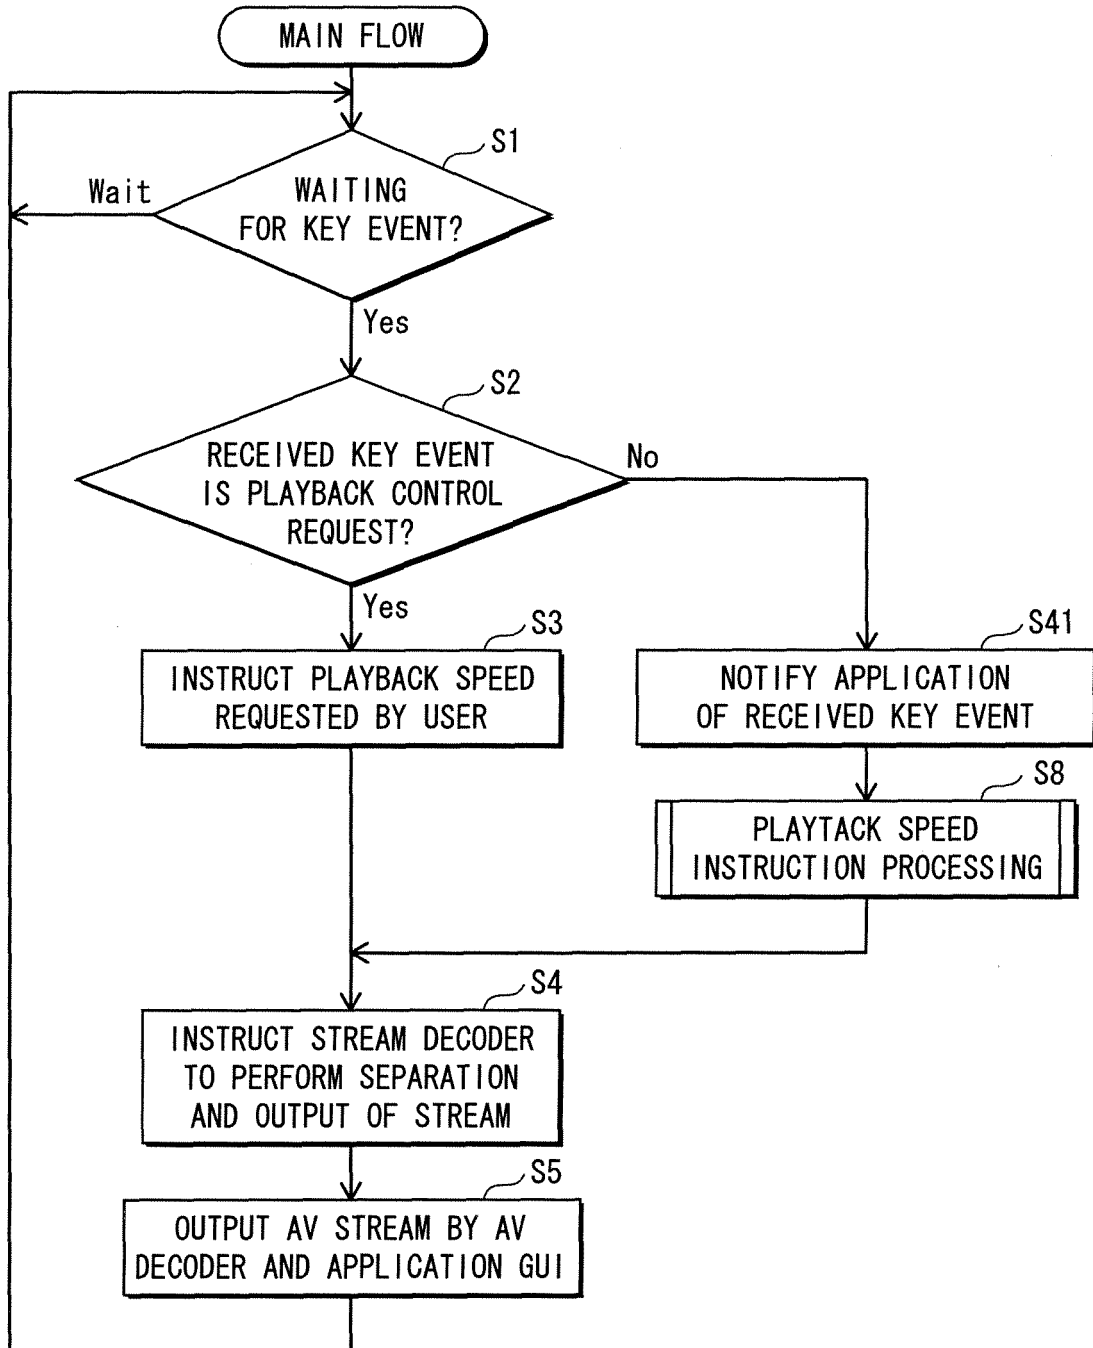 MAIN FLOW
S1
Wait
WAITING
FOR KEY EVENT?
Yes
S2
RECEIVED KEY EVENT
IS PLAYBACK CONTROL
REQUEST?
No
Yes
S3
INSTRUCT PLAYBACK SPEED
REQUESTED BY USER
S41
NOTIFY APPLICATION
OF RECEIVED KEY EVENT
S8
PLAYTACK SPEED
INSTRUCTION PROCESSING
S4
INSTRUCT STREAM DECODER
TO PERFORM SEPARATION
AND OUTPUT OF STREAM
S5
OUTPUT AV STREAM BY AV
DECODER AND APPLICATION GUI